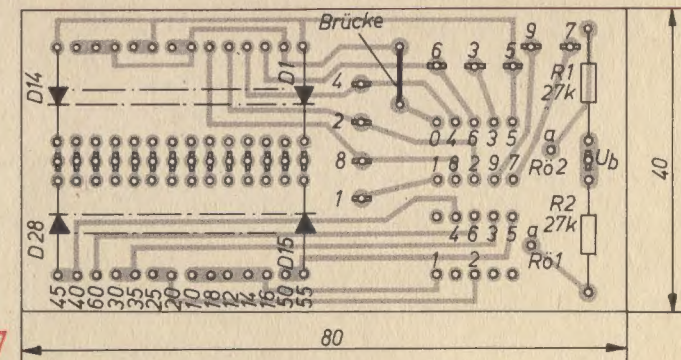 Brücke
9 7
D14
D1
6 3 5
4
R1
27k
2
0 4 6 3 5
a
Rö2
Ub
8
1 8 2 9 7
1
R2
27k
40
D28
D15
4 6 3 5
a
Rö1
1 2
45 40 60 30 35 25 20 10 18 12 14 16 50 55
80
7